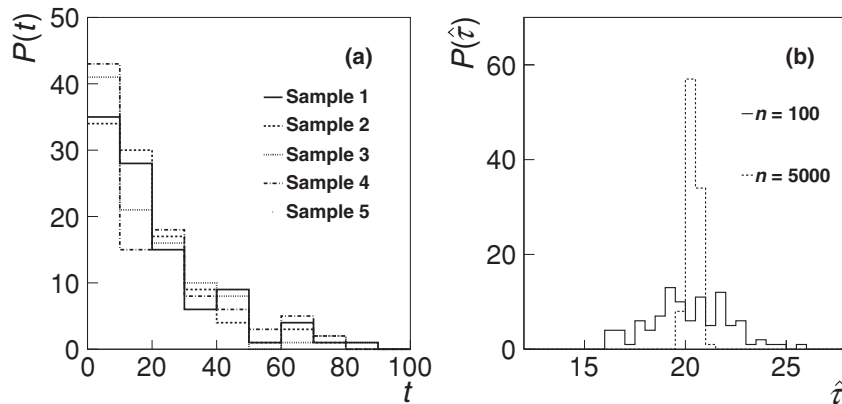 P(t)
50
40
30
20
10
0
(a)
Sample 1
Sample 2
Sample 3
Sample 4
Sample 5
0 20 40 60 80 100
t
P(τ̂)
60
40
20
0
(b)
n = 100
n = 5000
15 20 25
τ̂